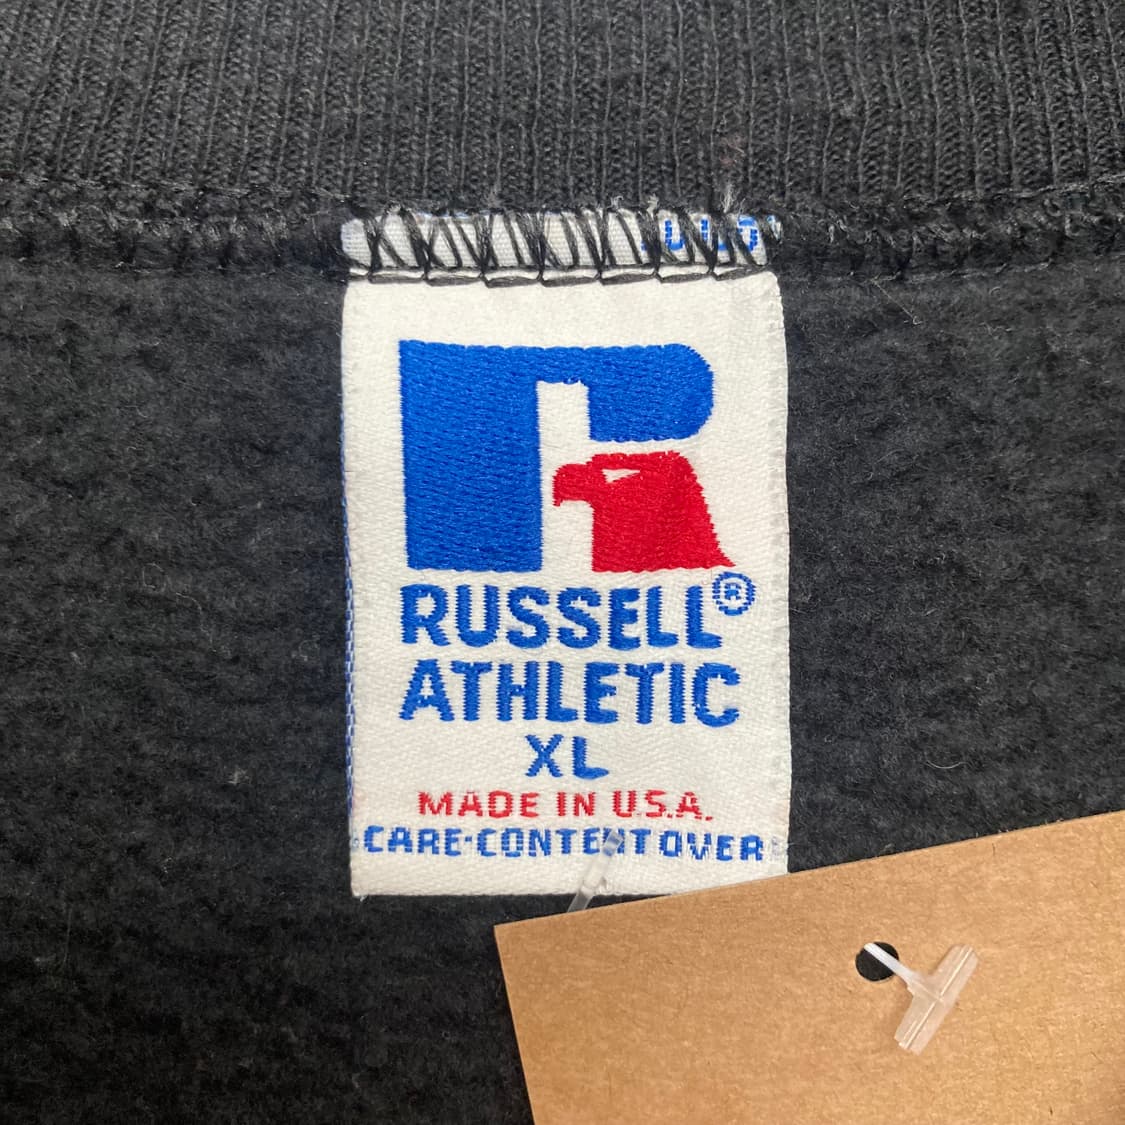 RUSSELL®
ATHLETIC
XL
MADE IN U.S.A.
CARE·CONTENT OVER